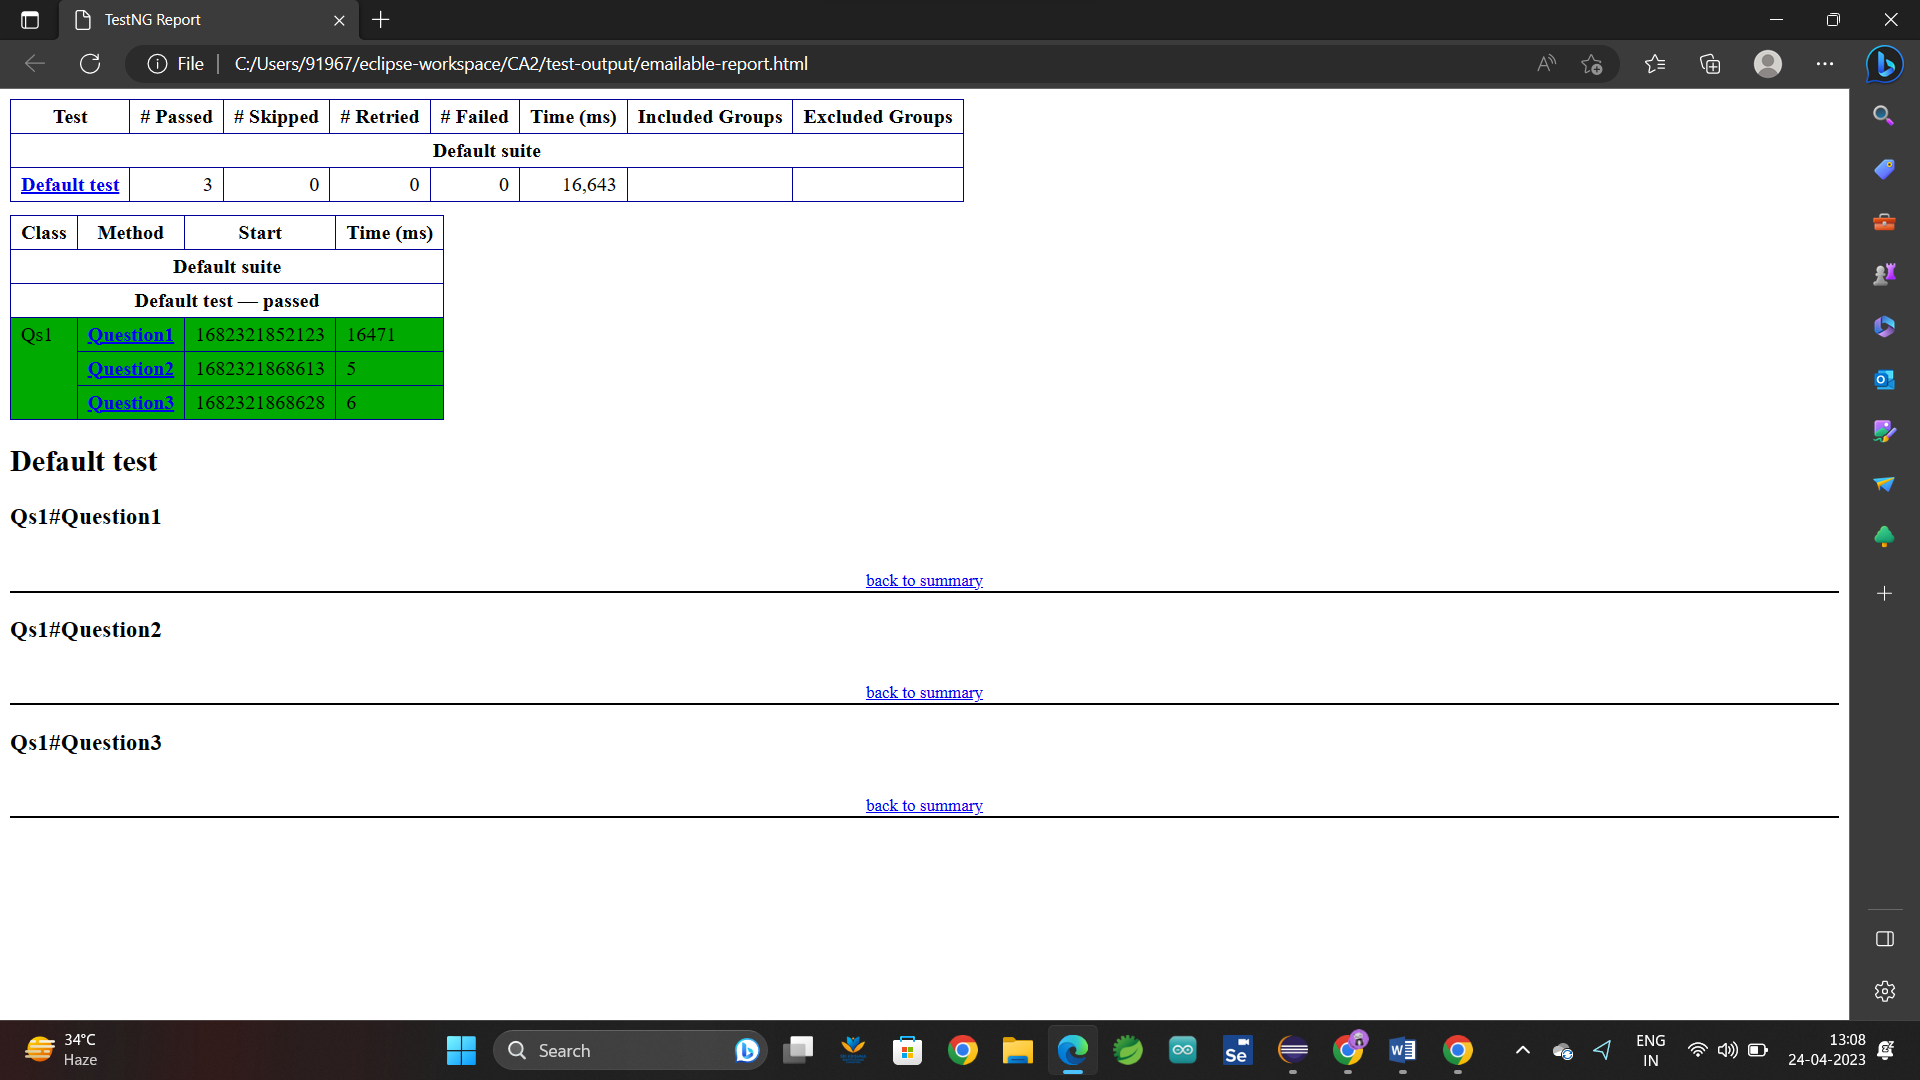 TestNG Report
File
C:/Users/91967/eclipse-workspace/CA2/test-output/emailable-report.html
Test # Passed # Skipped # Retried # Failed Time (ms) Included Groups Excluded Groups
Default suite
Default test 3 0 0 0 16,643
Class Method Start Time (ms)
Default suite
Default test — passed
Qs1 Question1 1682321852123 16471
Question2 1682321868613 5
Question3 1682321868628 6
Default test
Qs1#Question1
back to summary
Qs1#Question2
back to summary
Qs1#Question3
back to summary
34°C
Haze
Search
Se
ENG
IN
13:08
24-04-2023